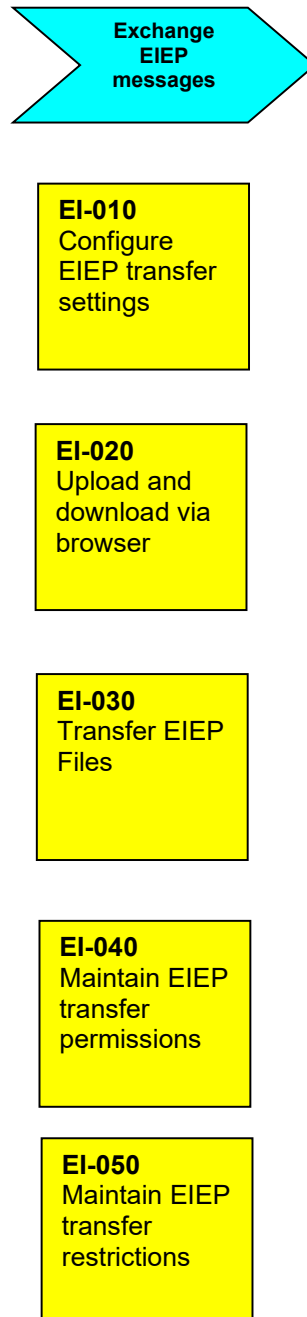 Exchange
EIEP
messages
EI-010
Configure
EIEP transfer
settings
EI-020
Upload and
download via
browser
EI-030
Transfer EIEP
Files
EI-040
Maintain EIEP
transfer
permissions
EI-050
Maintain EIEP
transfer
restrictions